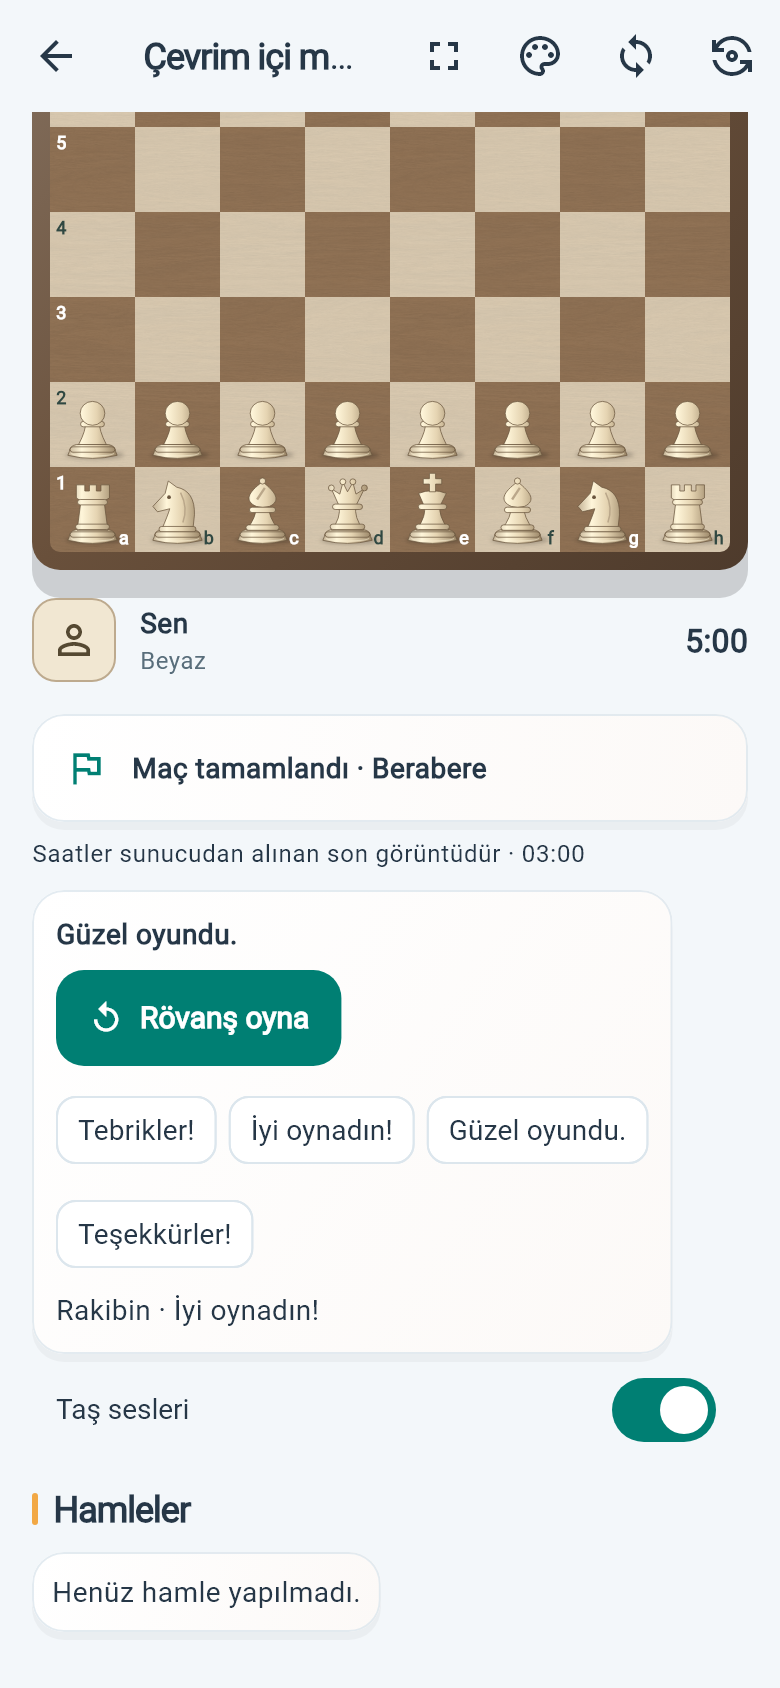 Çevrim içi m...
5
4
3
2
1
a b c d e f g h
Sen
Beyaz
5:00
Maç tamamlandı · Berabere
Saatler sunucudan alınan son görüntüdür · 03:00
Güzel oyundu.
Rövanş oyna
Tebrikler!
İyi oynadın!
Güzel oyundu.
Teşekkürler!
Rakibin · İyi oynadın!
Taş sesleri
Hamleler
Henüz hamle yapılmadı.